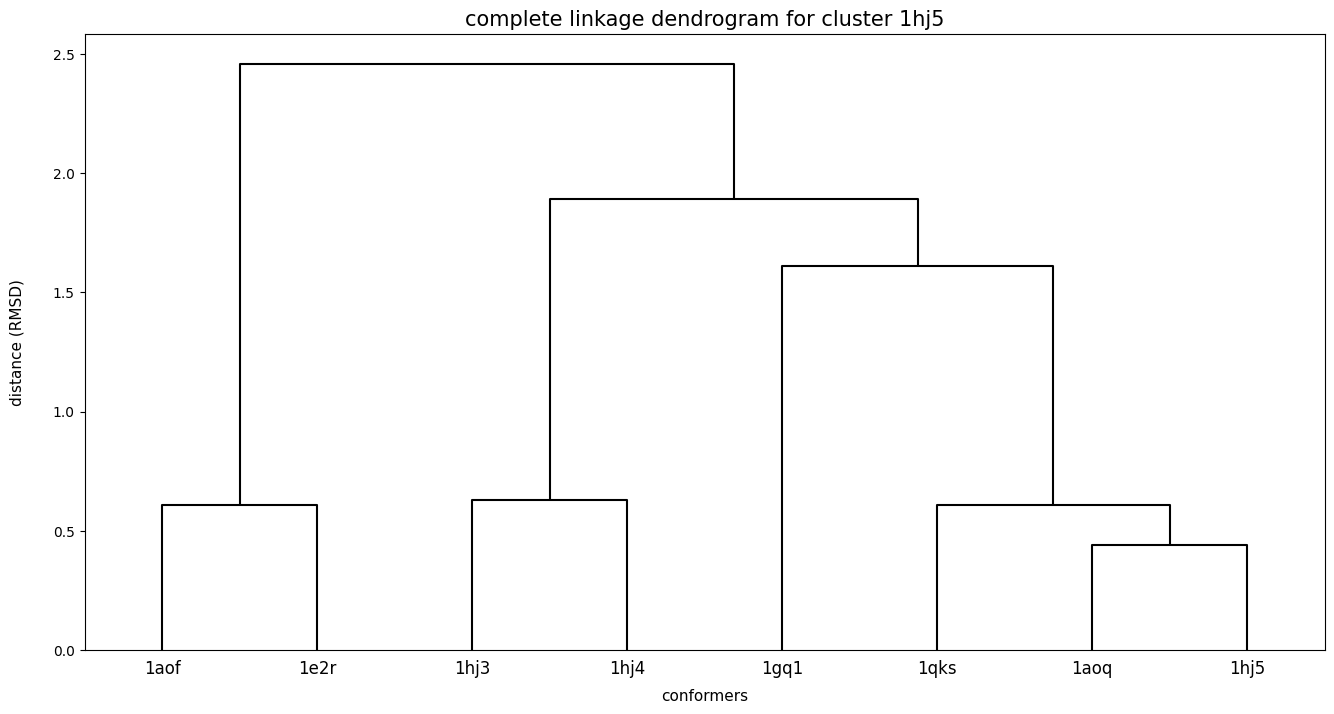 complete linkage dendrogram for cluster 1hj5
2.5
2.0
1.5
1.0
0.5
0.0
distance (RMSD)
1aof 1e2r 1hj3 1hj4 1gq1 1qks 1aoq 1hj5
conformers